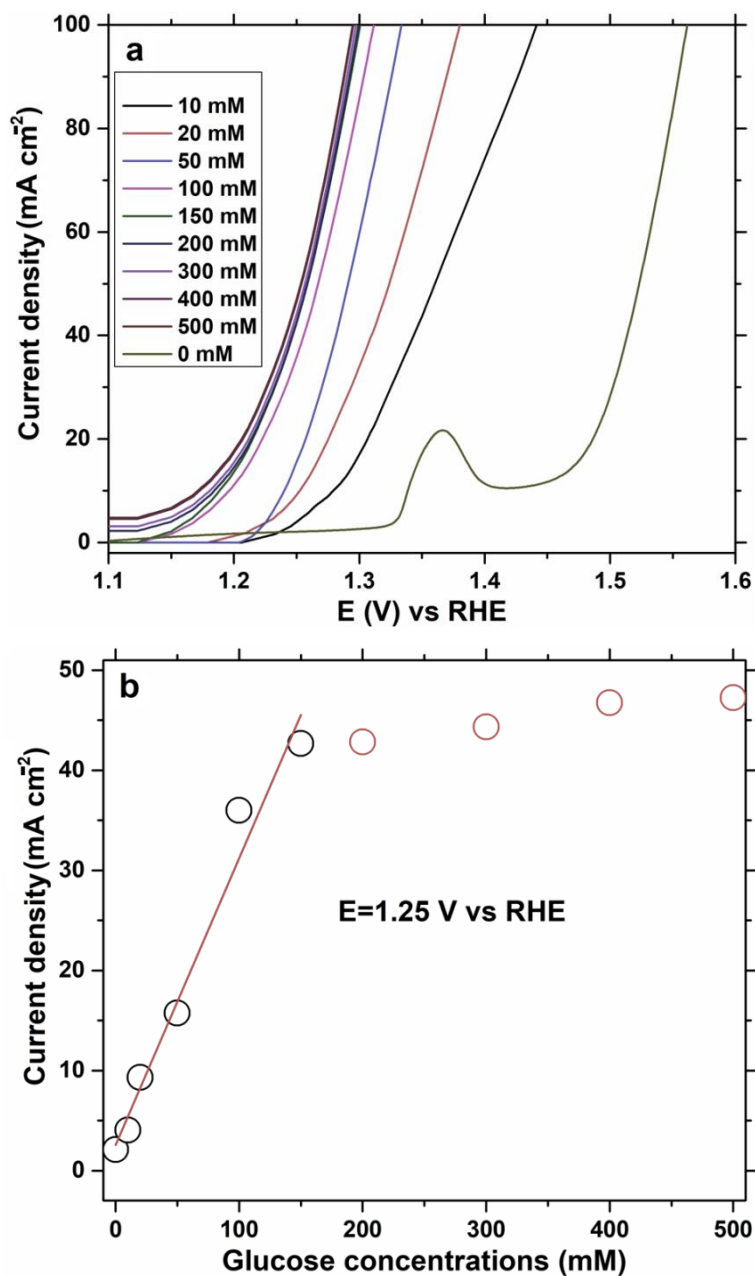 a
100
80
60
40
20
0
Current density (mA cm⁻²)
10 mM
20 mM
50 mM
100 mM
150 mM
200 mM
300 mM
400 mM
500 mM
0 mM
1.1 1.2 1.3 1.4 1.5 1.6
E (V) vs RHE
b
50
40
30
20
10
0
Current density (mA cm⁻²)
E=1.25 V vs RHE
0 100 200 300 400 500
Glucose concentrations (mM)